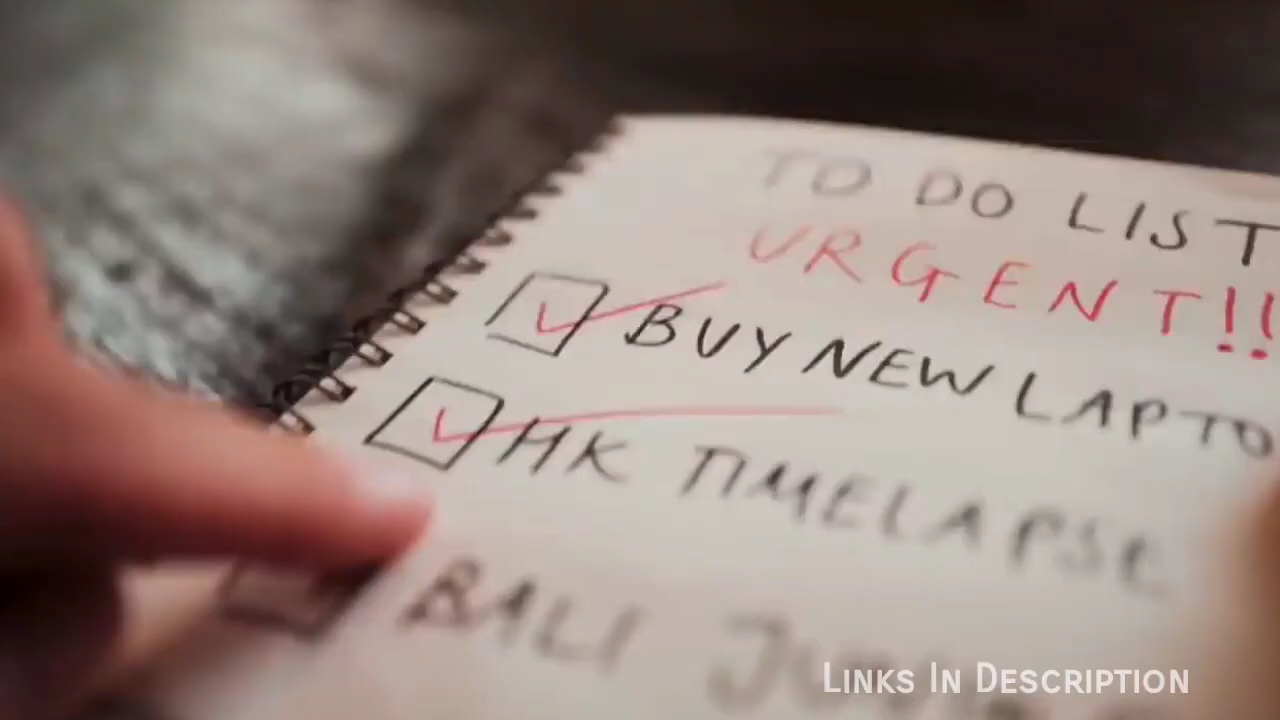 TO DO LIST
URGENT!!
BUY NEW LAPTO
HK TIMELAPSE
BALI
Links In Description